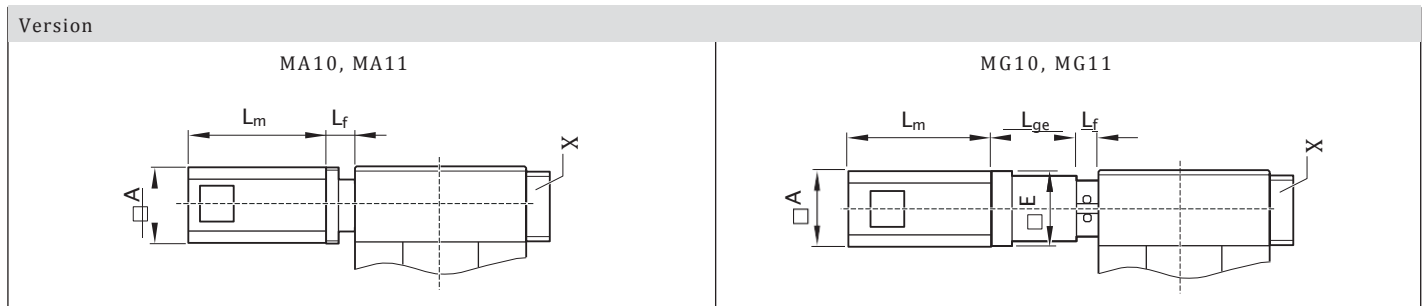 Version
MA10, MA11
Lm
Lf
X
□ A
MG10, MG11
Lm
Lge
Lf
X
□ A
□ E